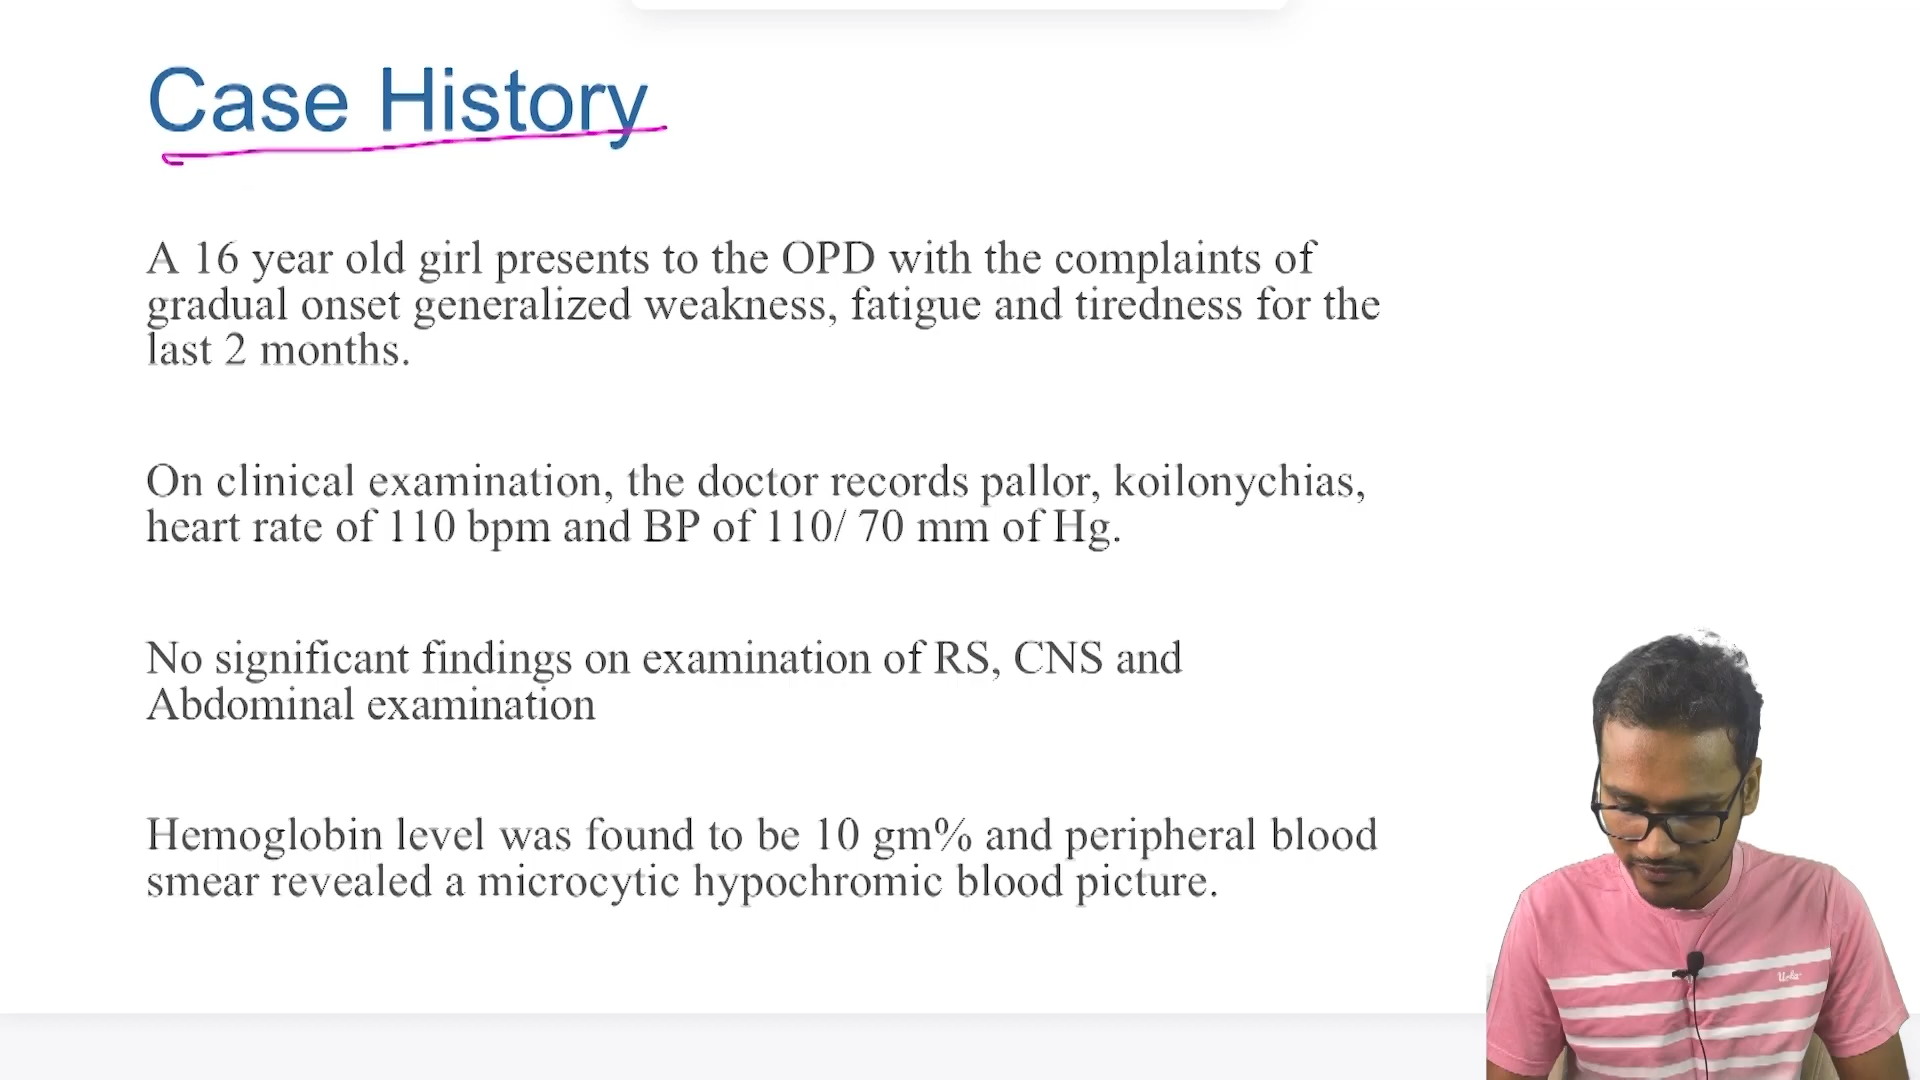 Case History
A 16 year old girl presents to the OPD with the complaints of
gradual onset generalized weakness, fatigue and tiredness for the
last 2 months.
On clinical examination, the doctor records pallor, koilonychias,
heart rate of 110 bpm and BP of 110/ 70 mm of Hg.
No significant findings on examination of RS, CNS and
Abdominal examination
Hemoglobin level was found to be 10 gm% and peripheral blood
smear revealed a microcytic hypochromic blood picture.